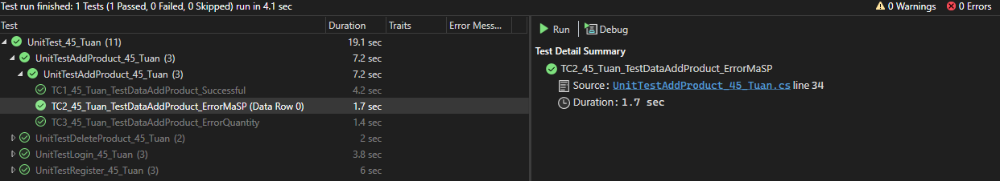 Test run finished: 1 Tests (1 Passed, 0 Failed, 0 Skipped) run in 4.1 sec
0 Warnings
0 Errors
Test Duration Traits Error Mess...
UnitTest_45_Tuan (11) 19.1 sec
UnitTestAddProduct_45_Tuan (3) 7.2 sec
UnitTestAddProduct_45_Tuan (3) 7.2 sec
TC1_45_Tuan_TestDataAddProduct_Successful 4.2 sec
TC2_45_Tuan_TestDataAddProduct_ErrorMaSP (Data Row 0) 1.7 sec
TC3_45_Tuan_TestDataAddProduct_ErrorQuantity 1.4 sec
UnitTestDeleteProduct_45_Tuan (2) 2 sec
UnitTestLogin_45_Tuan (3) 3.8 sec
UnitTestRegister_45_Tuan (3) 6 sec
Run Debug
Test Detail Summary
TC2_45_Tuan_TestDataAddProduct_ErrorMaSP
Source: UnitTestAddProduct_45_Tuan.cs line 34
Duration: 1.7 sec